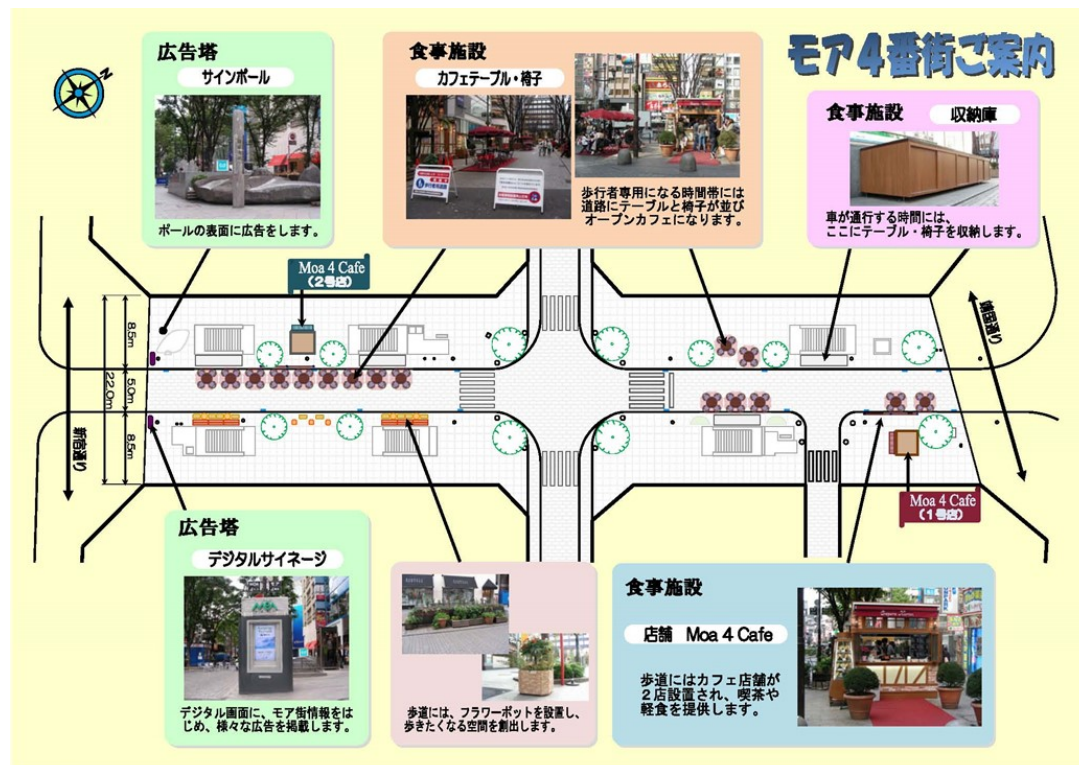 モア4番街ご案内
N
広告塔
サインポール
ポールの表面に広告をします。
食事施設
カフェテーブル・椅子
歩行者専用になる時間帯には
道路にテーブルと椅子が並び
オープンカフェになります。
食事施設
収納庫
車が通行する時間には、
ここにテーブル・椅子を収納します。
Moa 4 Cafe
（2号店）
8.5m
5.0m
22.0m
8.5m
新宿通り
靖国通り
Moa 4 Cafe
（1号店）
広告塔
デジタルサイネージ
デジタル画面に、モア街情報をは
じめ、様々な広告を掲載します。
歩道には、フラワーポットを設置し、
歩きたくなる空間を創出します。
食事施設
店舗 Moa 4 Cafe
歩道にはカフェ店舗が
2店設置され、喫茶や
軽食を提供します。